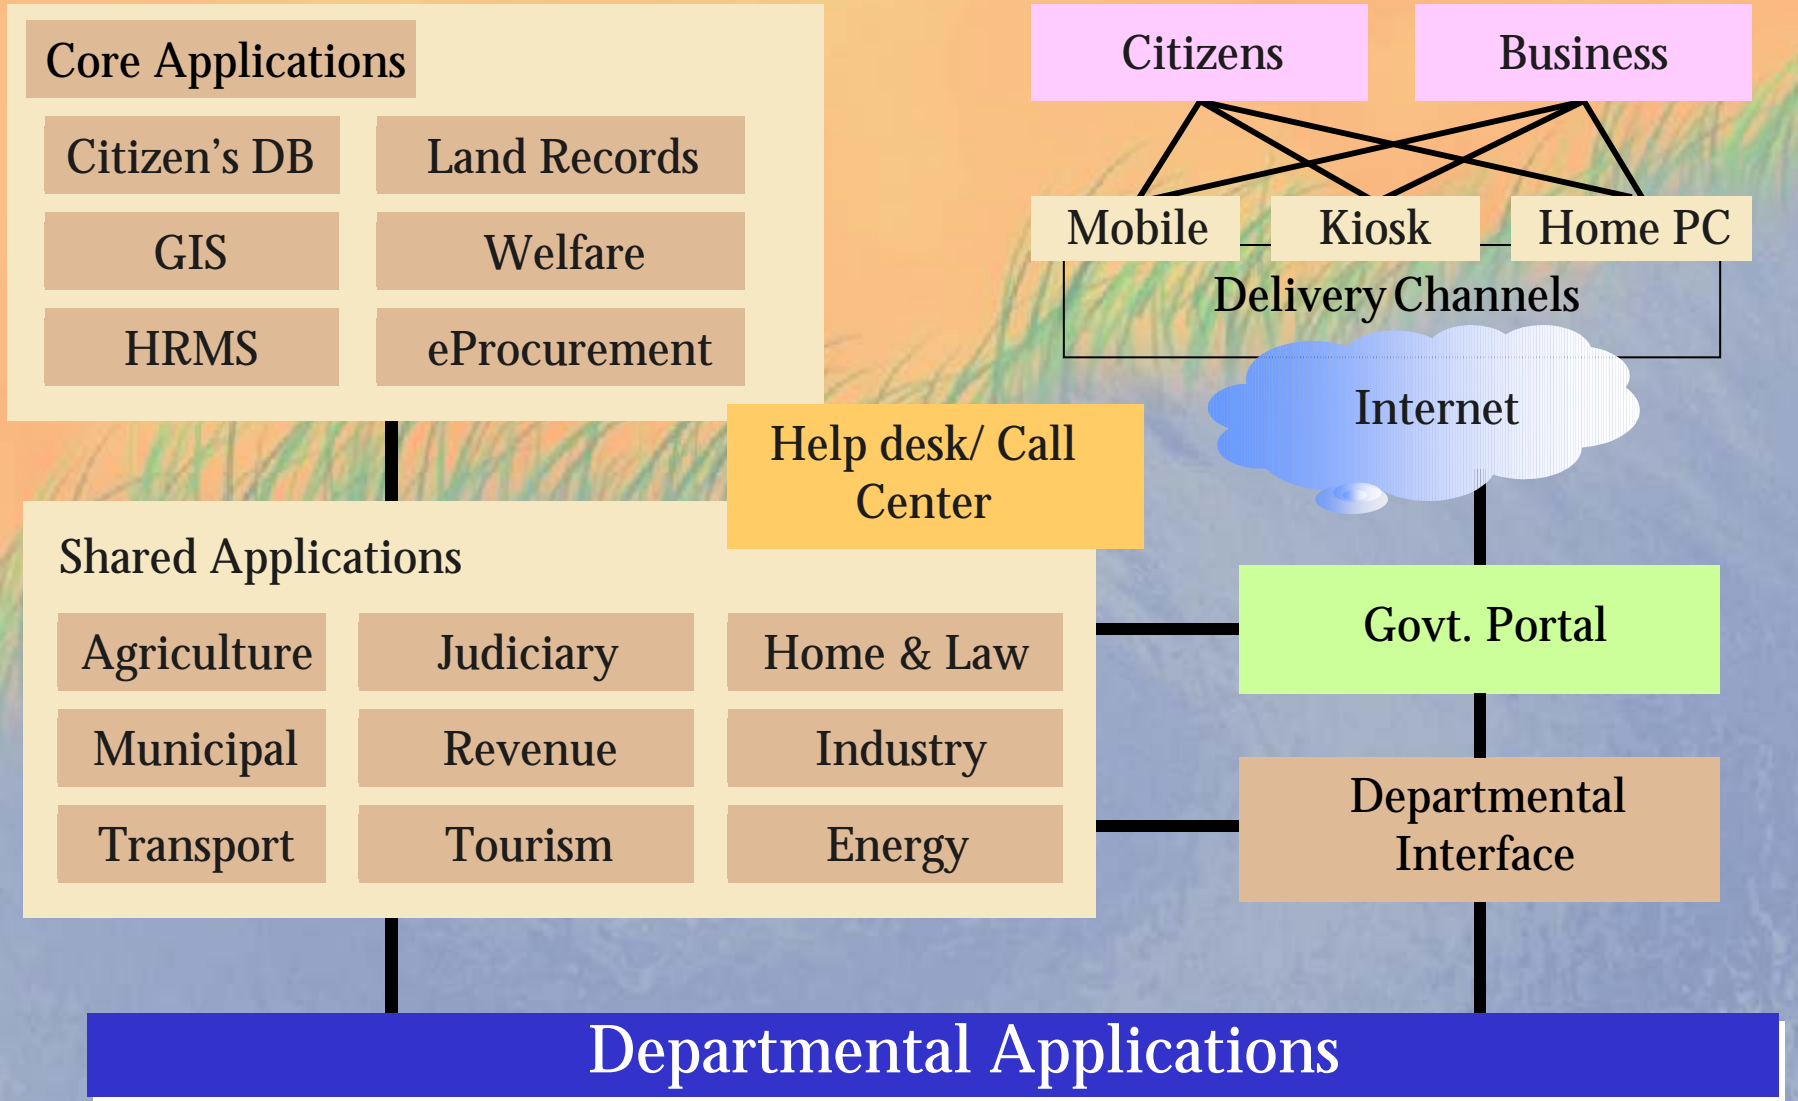 Core Applications
Citizen's DB
Land Records
GIS
Welfare
HRMS
eProcurement
Citizens
Business
Mobile
Kiosk
Home PC
Delivery Channels
Internet
Help desk/ Call
Center
Shared Applications
Agriculture
Judiciary
Home & Law
Municipal
Revenue
Industry
Transport
Tourism
Energy
Govt. Portal
Departmental
Interface
Departmental Applications